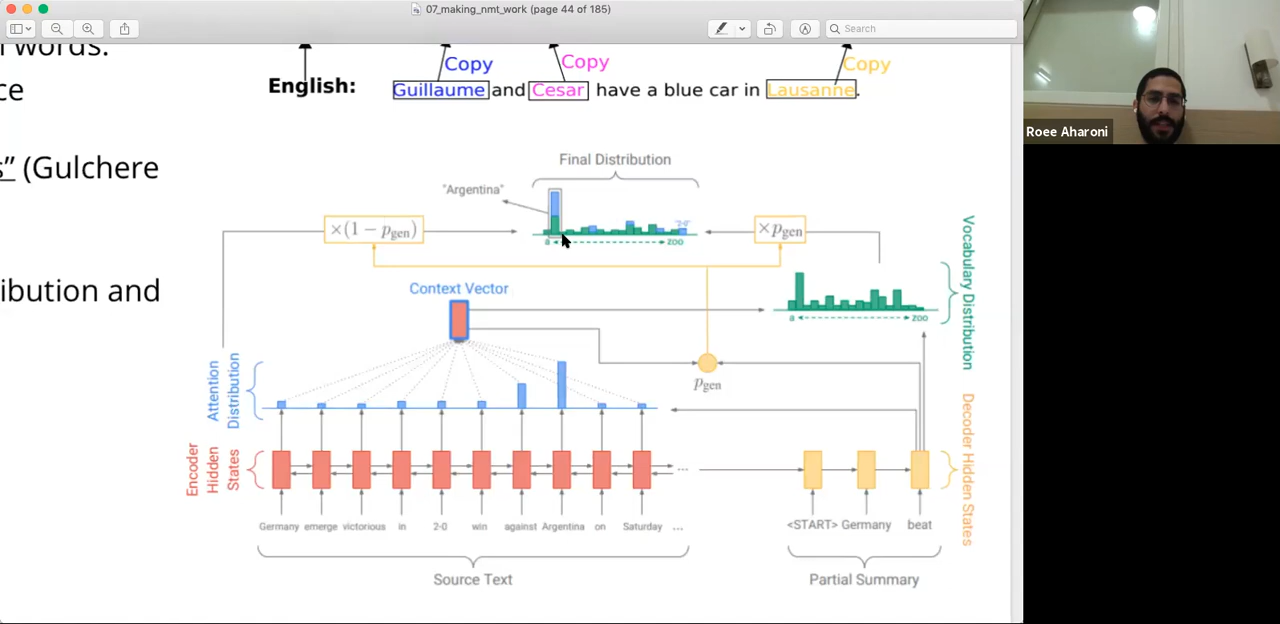 07_making_nmt_work (page 44 of 185)
Search
words.
Copy
Copy
Copy
ce
English:
Guillaume and Cesar have a blue car in Lausanne.
s” (Gulchere
Final Distribution
"Argentina"
×(1 − pgen)
×pgen
a
zoo
Context Vector
ibution and
a
zoo
Vocabulary Distribution
Attention
Distribution
pgen
Encoder
Hidden
States
Decoder Hidden States
...
Germany emerge victorious in 2-0 win against Argentina on Saturday ...
<START> Germany beat
Source Text
Partial Summary
Roee Aharoni